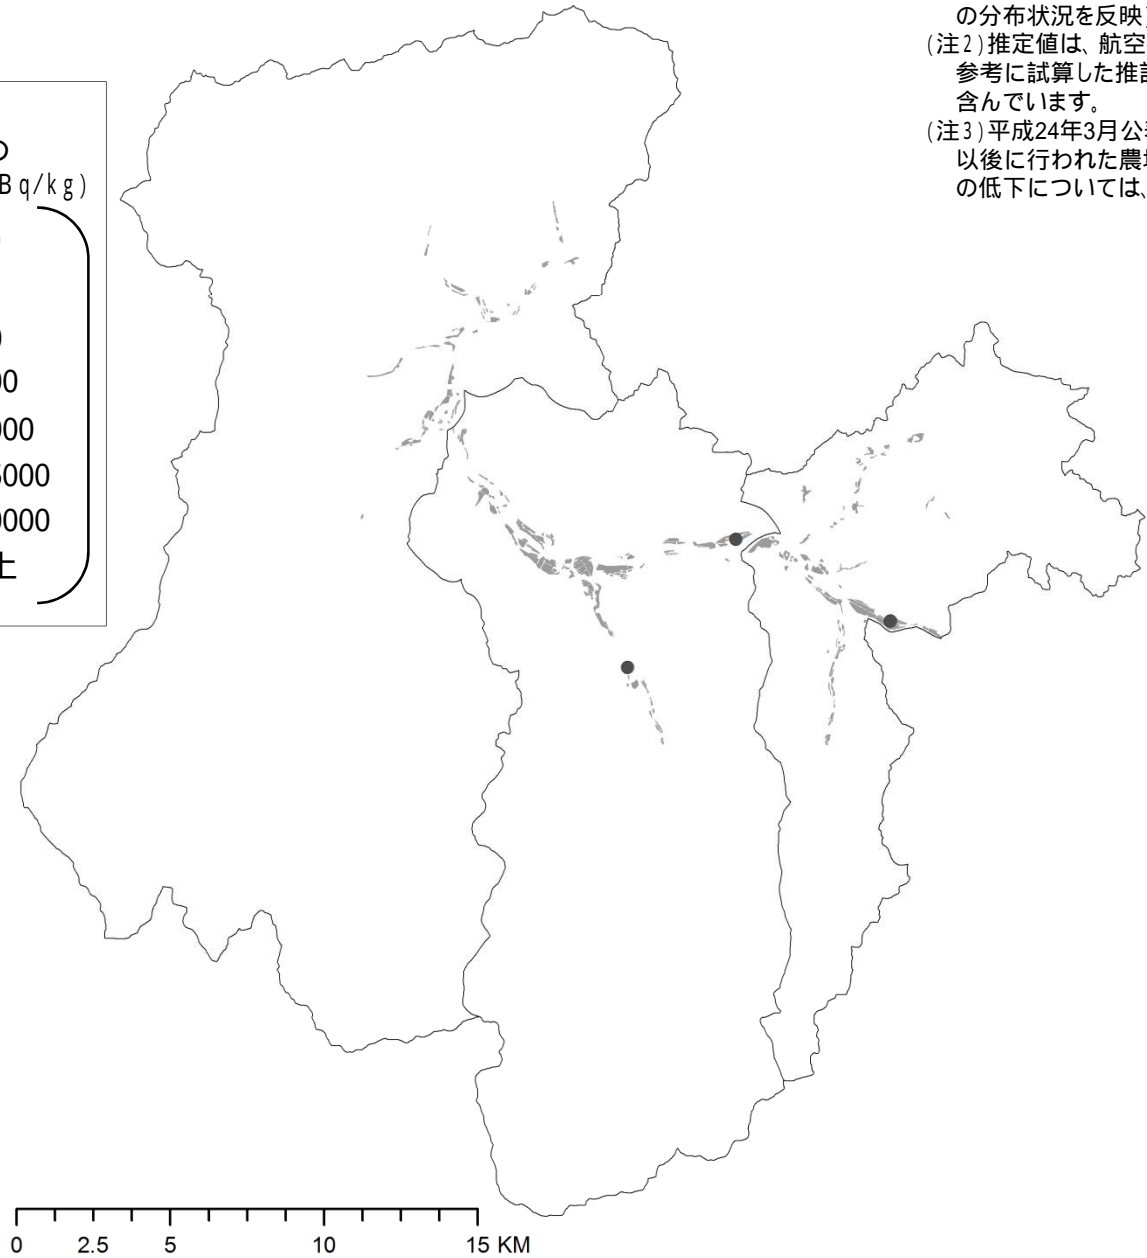 の分布状況を反映
(注2)推定値は、航空
参考に試算した推
含んでいます。
(注3)平成24年3月公
以後に行われた農
の低下については、
の
Bq/kg)
0
00
000
5000
0000
土
0 2.5 5 10 15 KM